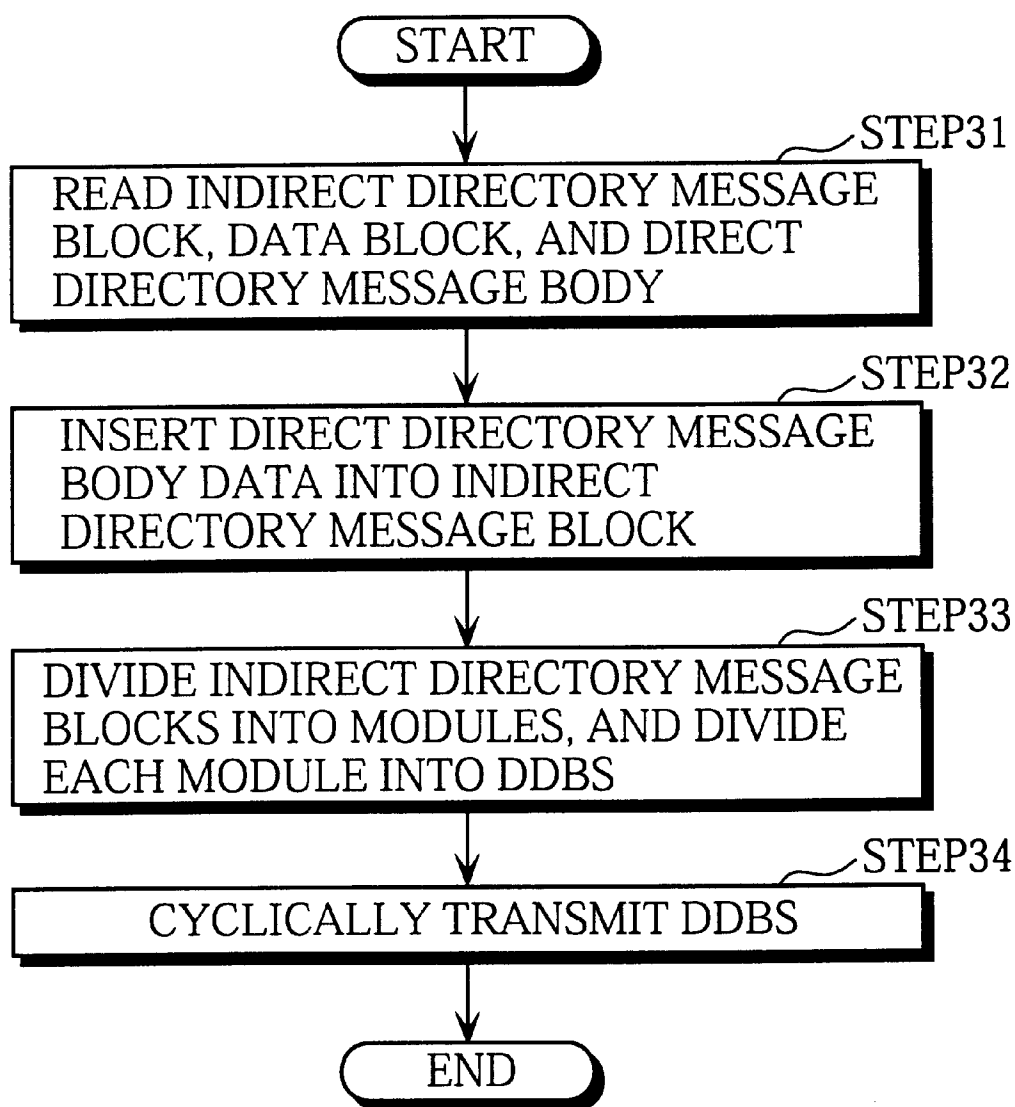 START
STEP31
READ INDIRECT DIRECTORY MESSAGE
BLOCK, DATA BLOCK, AND DIRECT
DIRECTORY MESSAGE BODY
STEP32
INSERT DIRECT DIRECTORY MESSAGE
BODY DATA INTO INDIRECT
DIRECTORY MESSAGE BLOCK
STEP33
DIVIDE INDIRECT DIRECTORY MESSAGE
BLOCKS INTO MODULES, AND DIVIDE
EACH MODULE INTO DDBS
STEP34
CYCLICALLY TRANSMIT DDBS
END